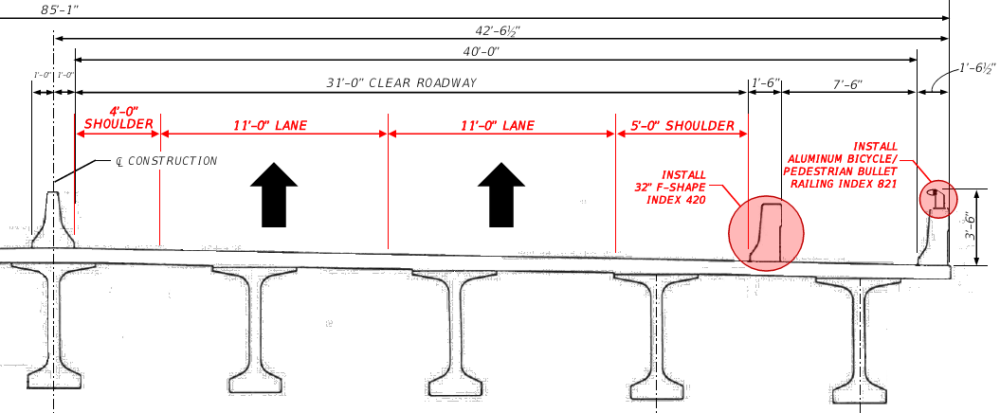 85'-1"
42'-6½"
40'-0"
1'-0" 1'-0"
31'-0" CLEAR ROADWAY
1'-6"
7'-6"
1'-6½"
4'-0"
SHOULDER
11'-0" LANE
11'-0" LANE
5'-0" SHOULDER
℄ CONSTRUCTION
INSTALL
32" F-SHAPE
INDEX 420
INSTALL
ALUMINUM BICYCLE/
PEDESTRIAN BULLET
RAILING INDEX 821
3'-6"